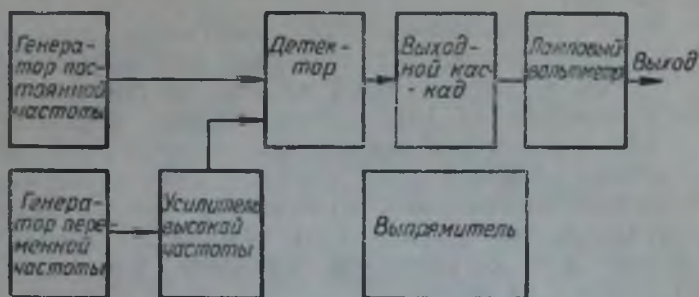 Генера-
тор пос-
тоянной
частоты
Детек-
тор
Выход-
ной кас-
кад
Ламповый
вольтметр
Выход
Генера-
тор пере-
менной
частоты
Усилитель
высокой
частоты
Выпрямитель